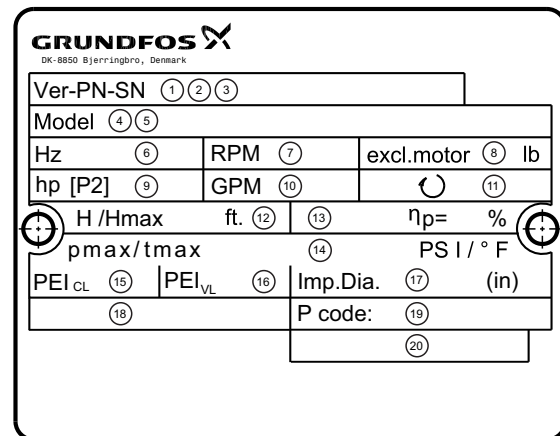 GRUNDFOS
DK-8850 Bjerringbro, Denmark
Ver-PN-SN 1 2 3
Model 4 5
Hz 6 RPM 7 excl.motor 8 lb
hp [P2] 9 GPM 10 11
H /Hmax ft. 12 13 ηp= %
pmax/tmax 14 PS I / ° F
PEI CL 15 PEI VL 16 Imp.Dia. 17 (in)
18 P code: 19
20